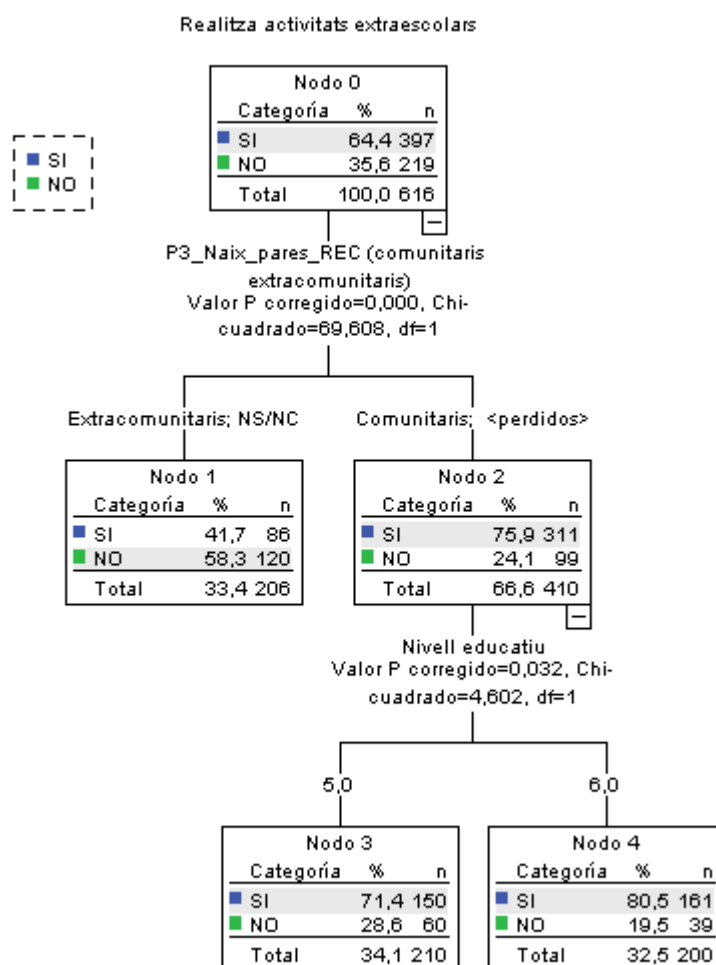 Realitza activitats extraescolars
SI
NO
Nodo 0
Categoría % n
SI 64,4 397
NO 35,6 219
Total 100,0 616
P3_Naix_pares_REC (comunitaris
extracomunitaris)
Valor P corregido=0,000, Chi-
cuadrado=69,608, df=1
Extracomunitaris; NS/NC
Comunitaris; <perdidos>
Nodo 1
Categoría % n
SI 41,7 86
NO 58,3 120
Total 33,4 206
Nodo 2
Categoría % n
SI 75,9 311
NO 24,1 99
Total 66,6 410
Nivell educatiu
Valor P corregido=0,032, Chi-
cuadrado=4,602, df=1
5,0
6,0
Nodo 3
Categoría % n
SI 71,4 150
NO 28,6 60
Total 34,1 210
Nodo 4
Categoría % n
SI 80,5 161
NO 19,5 39
Total 32,5 200